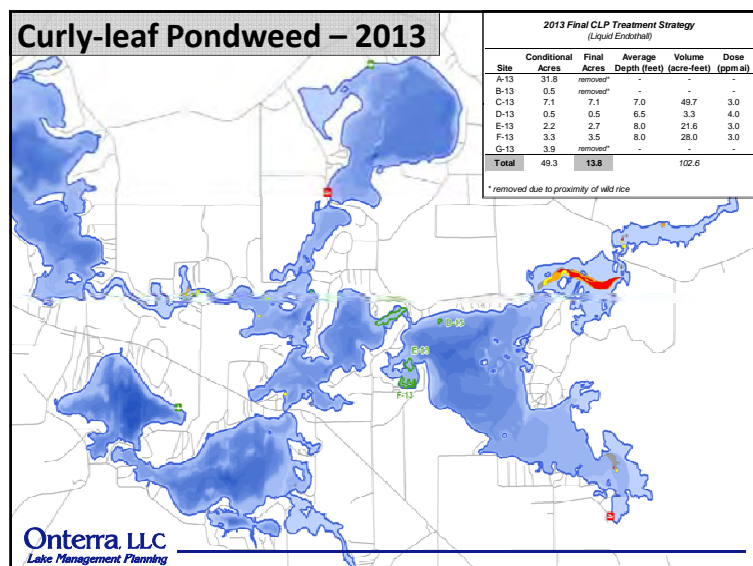 Curly-leaf Pondweed – 2013
2013 Final CLP Treatment Strategy
(Liquid Endothall)
Site Conditional Acres Final Acres Average Depth (feet) Volume (acre-feet) Dose (ppm ai)
A-13 31.8 removed* - - -
B-13 0.5 removed* - - -
C-13 7.1 7.1 7.0 49.7 3.0
D-13 0.5 0.5 6.5 3.3 4.0
E-13 2.2 2.7 8.0 21.6 3.0
F-13 3.3 3.5 8.0 28.0 3.0
G-13 3.9 removed* - - -
Total 49.3 13.8 102.6
* removed due to proximity of wild rice
D-13
E-13
F-13
Onterra, LLC
Lake Management Planning